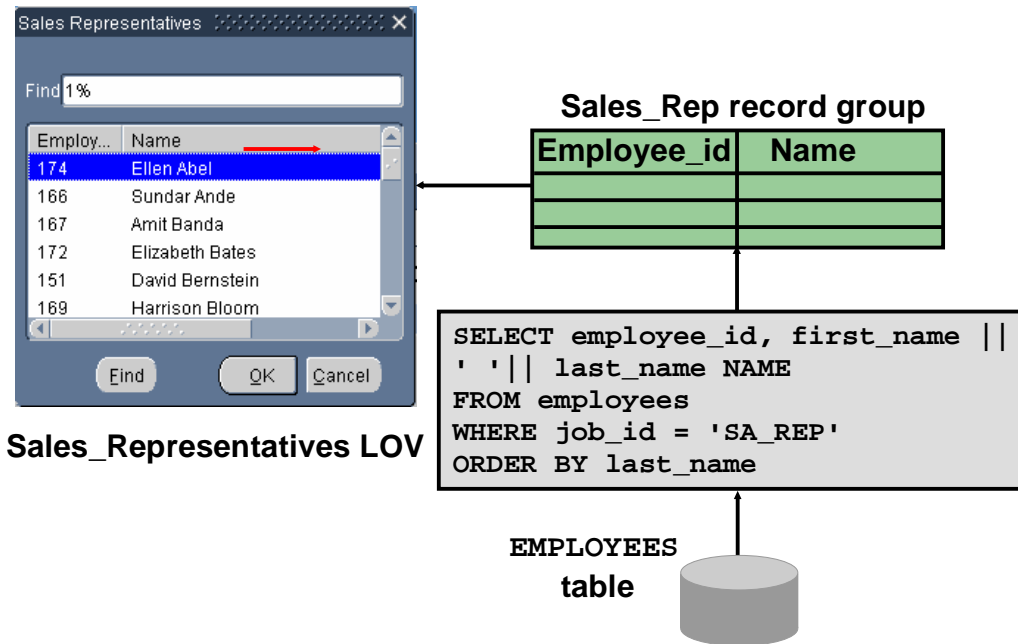 Sales Representatives
Find 1%
Employ... Name
174 Ellen Abel
166 Sundar Ande
167 Amit Banda
172 Elizabeth Bates
151 David Bernstein
169 Harrison Bloom
Find OK Cancel
Sales_Representatives LOV
Sales_Rep record group
Employee_id Name
SELECT employee_id, first_name ||
' '|| last_name NAME
FROM employees
WHERE job_id = 'SA_REP'
ORDER BY last_name
EMPLOYEES
table